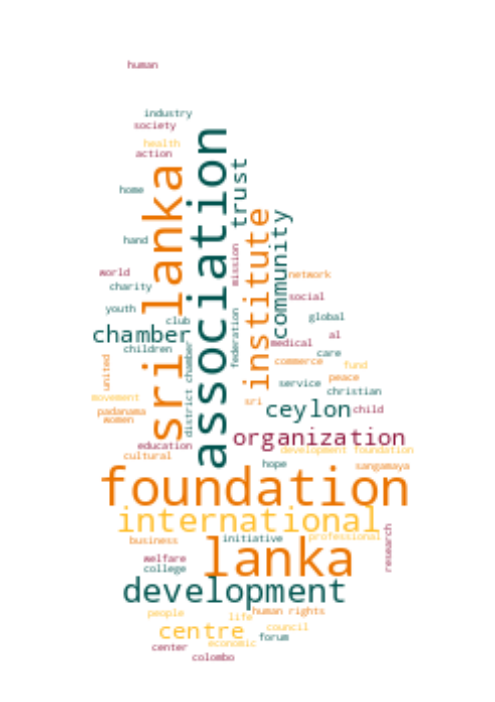 human
industry
society
health
action
association
trust
sri lanka
home
institute
community
hand
mission
world
network
charity
social
youth
global
club
federation
chamber
al
medical
children
care
district chamber
united
commerce
fund
peace
service
movement
christian
sri
padanama
ceylon
child
women
organization
education
development foundation
cultural
hope
sangamaya
foundation
international
research
business
initiative
professional
lanka
welfare
college
development
people
human rights
life
centre
council
forum
economic
center
colombo